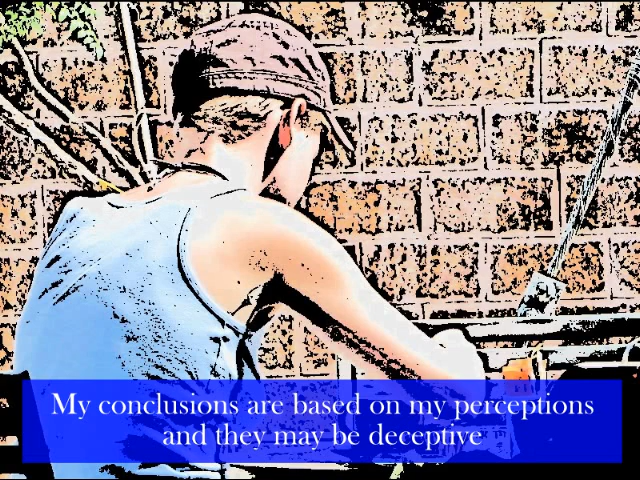 My conclusions are based on my perceptions
and they may be deceptive